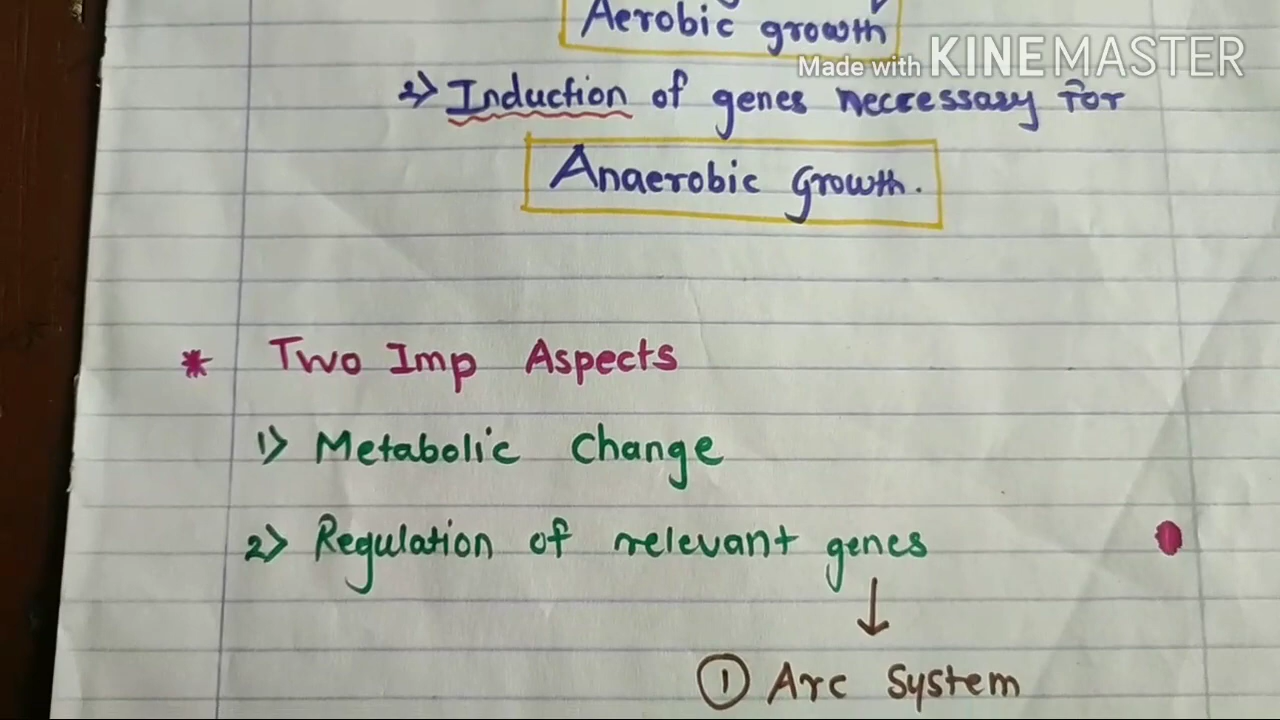 Aerobic growth
Made with KINEMASTER
2> Induction of genes neccessary for
Anaerobic Growth.
* Two Imp Aspects
1> Metabolic Change
2> Regulation of relevant genes
↓
① Arc System